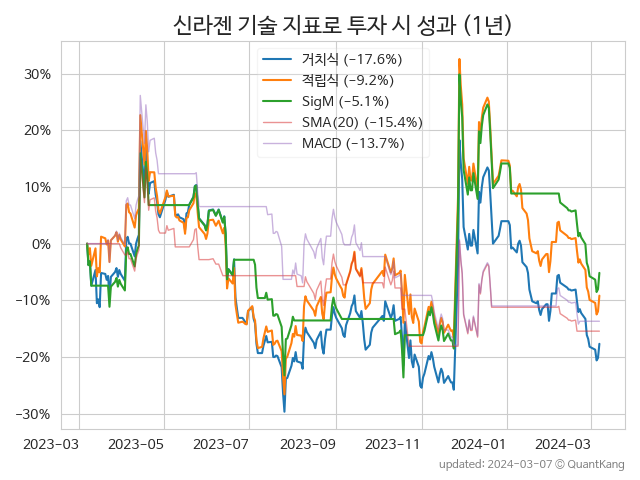 신라젠 기술 지표로 투자 시 성과 (1년)
거치식 (−17.6%)
적립식 (−9.2%)
SigM (−5.1%)
SMA(20) (−15.4%)
MACD (−13.7%)
30%
20%
10%
0%
−10%
−20%
−30%
2023−03 2023−05 2023−07 2023−09 2023−11 2024−01 2024−03
updated: 2024−03−07 © QuantKang